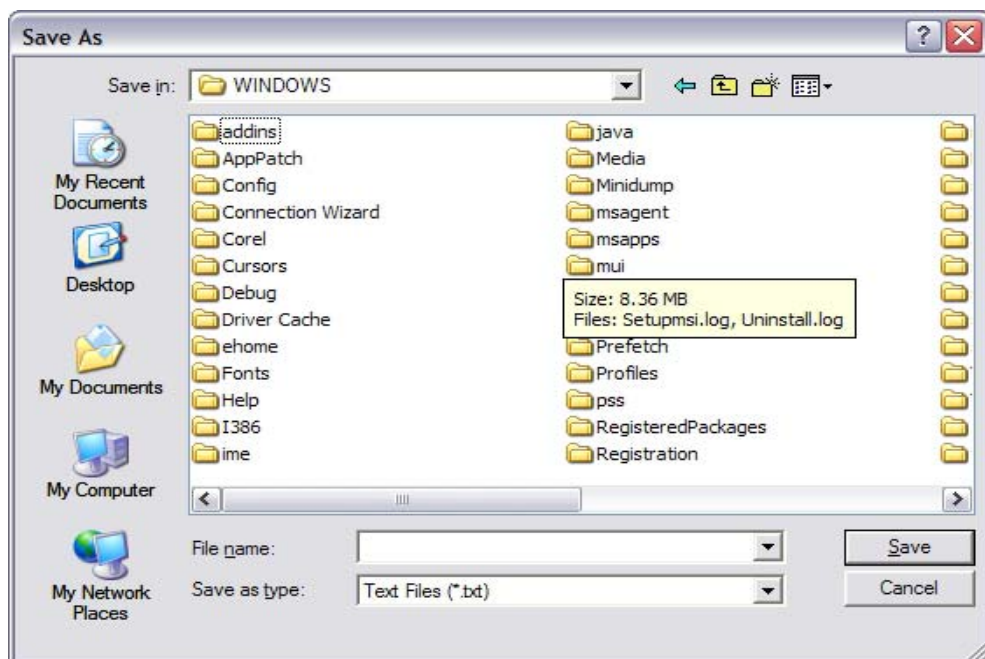 Save As
Save in: WINDOWS
My Recent
Documents
Desktop
My Documents
My Computer
My Network
Places
addins
AppPatch
Config
Connection Wizard
Corel
Cursors
Debug
Driver Cache
ehome
Fonts
Help
I386
ime
java
Media
Minidump
msagent
msapps
mui
Size: 8.36 MB
Files: Setupmsi.log, Uninstall.log
Prefetch
Profiles
pss
RegisteredPackages
Registration
File name:
Save
Save as type: Text Files (*.txt)
Cancel